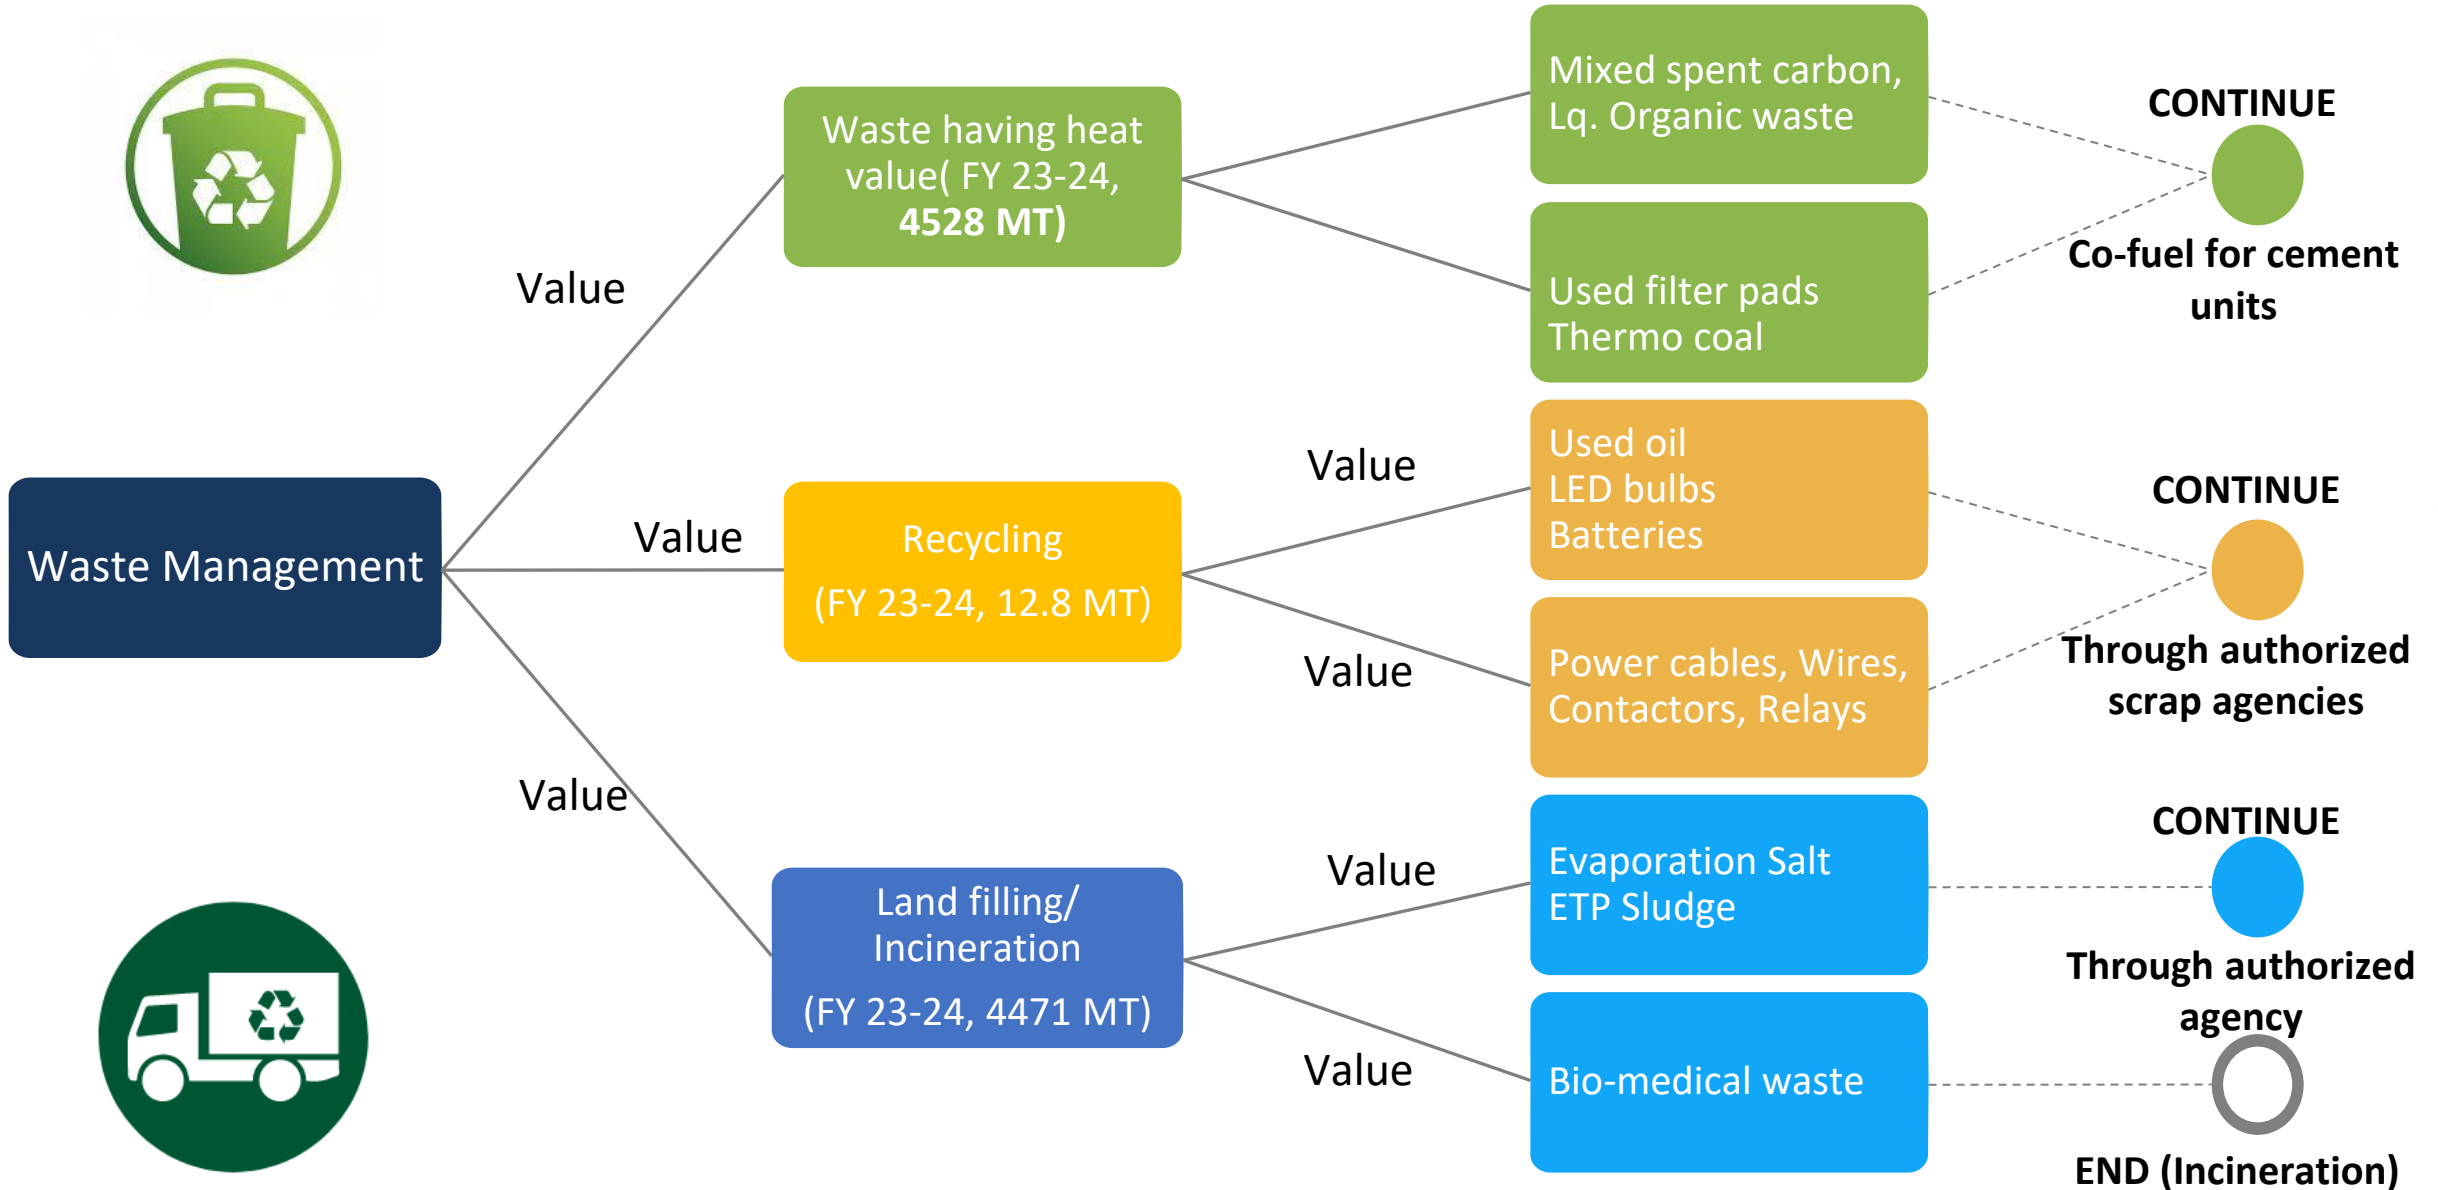 Waste Management
Value
Value
Value
Waste having heat
value( FY 23-24,
4528 MT)
Recycling
(FY 23-24, 12.8 MT)
Land filling/
Incineration
(FY 23-24, 4471 MT)
Value
Value
Value
Value
Mixed spent carbon,
Lq. Organic waste
Used filter pads
Thermo coal
Used oil
LED bulbs
Batteries
Power cables, Wires,
Contactors, Relays
Evaporation Salt
ETP Sludge
Bio-medical waste
CONTINUE
Co-fuel for cement
units
CONTINUE
Through authorized
scrap agencies
CONTINUE
Through authorized
agency
END (Incineration)